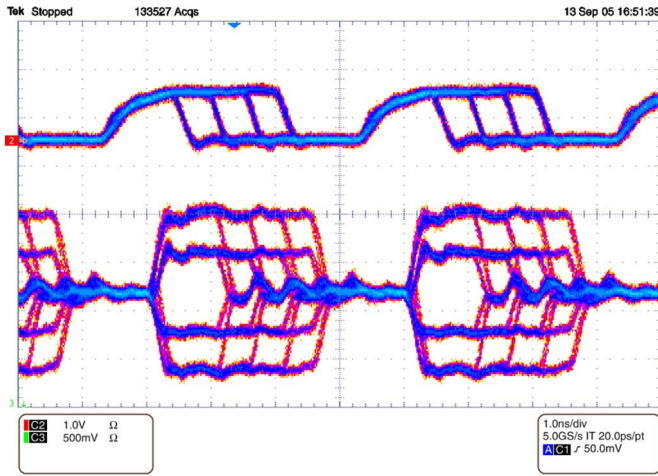 Tek Stopped 133527 Acqs 13 Sep 05 16:51:39
2
3
C2 1.0V Ω
C3 500mV Ω
1.0ns/div
5.0GS/s IT 20.0ps/pt
A C1 ∫ 50.0mV